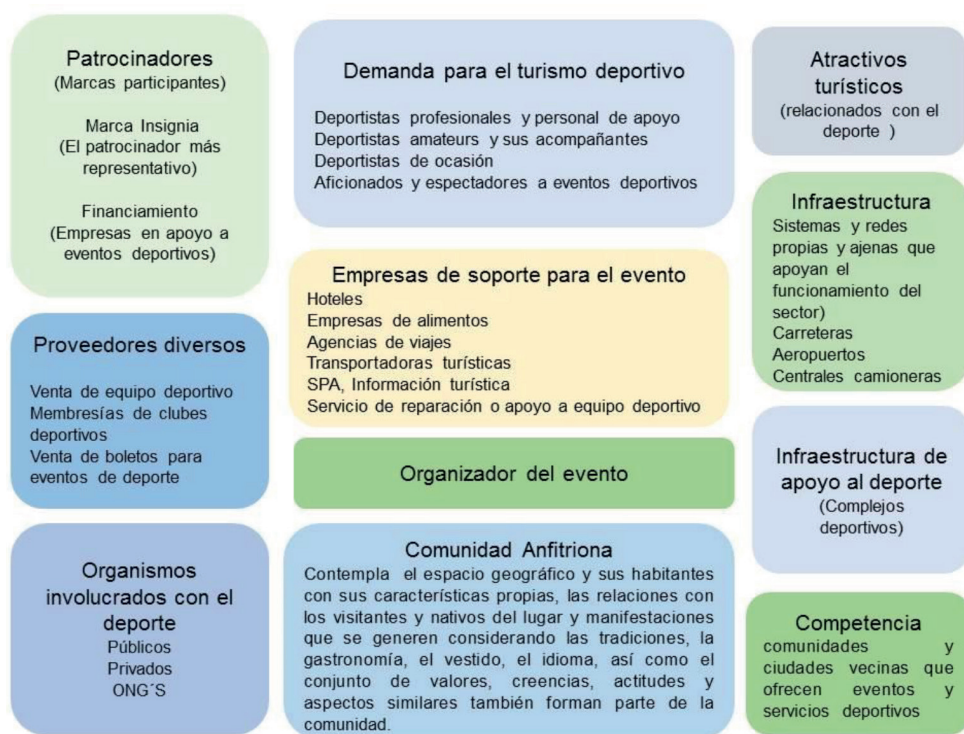 Patrocinadores
(Marcas participantes)
Marca Insignia
(El patrocinador más
representativo)
Financiamiento
(Empresas en apoyo a
eventos deportivos)
Proveedores diversos
Venta de equipo deportivo
Membresías de clubes
deportivos
Venta de boletos para
eventos de deporte
Organismos
involucrados con el
deporte
Públicos
Privados
ONG´S
Demanda para el turismo deportivo
Deportistas profesionales y personal de apoyo
Deportistas amateurs y sus acompañantes
Deportistas de ocasión
Aficionados y espectadores a eventos deportivos
Empresas de soporte para el evento
Hoteles
Empresas de alimentos
Agencias de viajes
Transportadoras turísticas
SPA, Información turística
Servicio de reparación o apoyo a equipo deportivo
Organizador del evento
Comunidad Anfitriona
Contempla el espacio geográfico y sus habitantes
con sus características propias, las relaciones con
los visitantes y nativos del lugar y manifestaciones
que se generen considerando las tradiciones, la
gastronomía, el vestido, el idioma, así como el
conjunto de valores, creencias, actitudes y
aspectos similares también forman parte de la
comunidad.
Atractivos
turísticos
(relacionados con el
deporte )
Infraestructura
Sistemas y redes
propias y ajenas que
apoyan el
funcionamiento del
sector)
Carreteras
Aeropuertos
Centrales camioneras
Infraestructura de
apoyo al deporte
(Complejos
deportivos)
Competencia
comunidades y
ciudades vecinas que
ofrecen eventos y
servicios deportivos